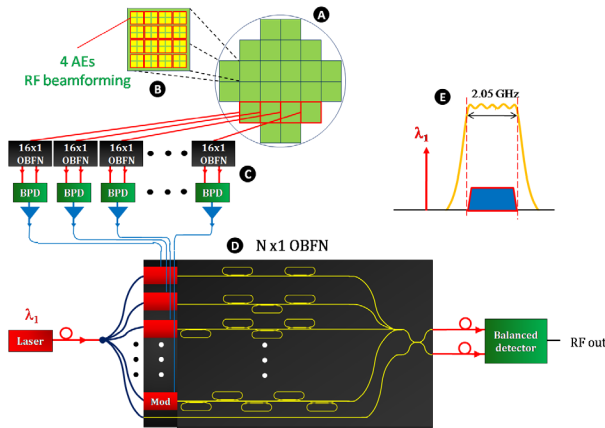 A
4 AEs
RF beamforming
B
E
2.05 GHz
λ1
16x1 OBFN
16x1 OBFN
16x1 OBFN
16x1 OBFN
C
BPD
BPD
BPD
BPD
D N x1 OBFN
λ1
Laser
Mod
Balanced detector
RF out